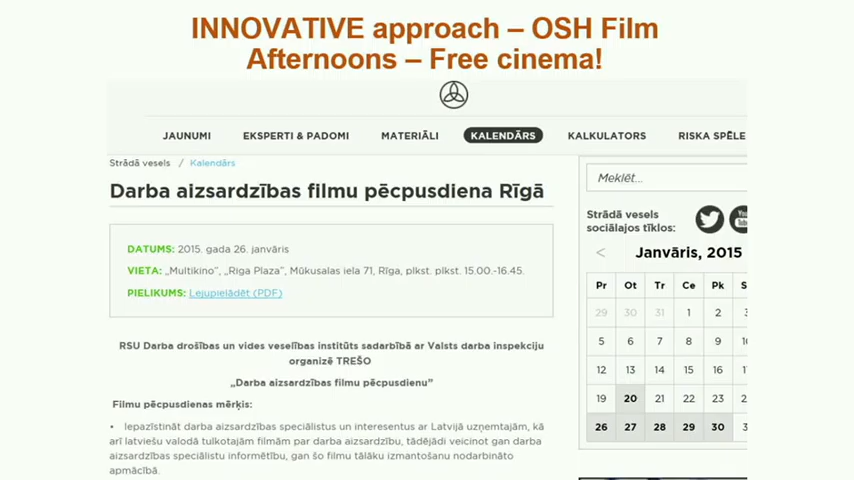 INNOVATIVE approach – OSH Film
Afternoons – Free cinema!
JAUNUMI EKSPERTI & PADOMI MATERIĀLI KALENDĀRS KALKULATORS RISKA SPĒLE
Strādā vesels / Kalendārs
Darba aizsardzības filmu pēcpusdiena Rīgā
DATUMS: 2015. gada 26. janvāris
VIETA: „Multikino”, „Riga Plaza”, Mūkusalas iela 71, Rīga, plkst. plkst. 15.00.-16.45.
PIELIKUMS: Lejupielādēt (PDF)
RSU Darba drošības un vides veselības institūts sadarbībā ar Valsts darba inspekciju
organizē TREŠO
„Darba aizsardzības filmu pēcpusdienu”
Filmu pēcpusdienas mērķis:
• Iepazīstināt darba aizsardzības speciālistus un interesentus ar Latvijā uzņemtajām, kā
arī latviešu valodā tulkotajām filmām par darba aizsardzību, tādējādi veicinot gan darba
aizsardzības speciālistu informētību, gan šo filmu tālāku izmantošanu nodarbināto
apmācībā.
Meklēt...
Strādā vesels
sociālajos tīklos:
You
< Janvāris, 2015
Pr Ot Tr Ce Pk S
29 30 31 1 2 3
5 6 7 8 9 10
12 13 14 15 16 17
19 20 21 22 23
26 27 28 29 30 3